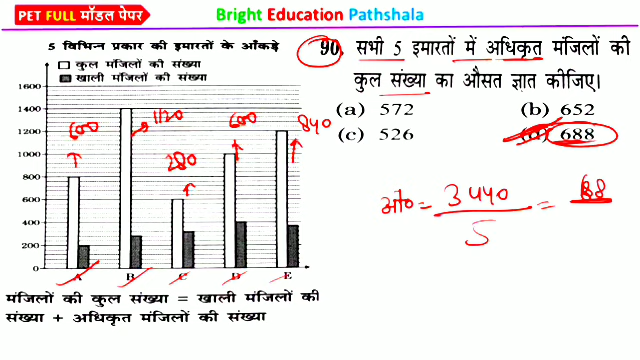 PET FULL मॉडल पेपर
Bright Education Pathshala
5 विभिन्न प्रकार की इमारतों के आँकड़े
कुल मंजिलों की संख्या
खाली मंजिलों की संख्या
1600
1400
1200
1000
800
600
400
200
0
A B C D E
600 1120 280 600 840
मंजिलों की कुल संख्या = खाली मंजिलों की
संख्या + अधिकृत मंजिलों की संख्या
90. सभी 5 इमारतों में अधिकृत मंजिलों की
कुल संख्या का औसत ज्ञात कीजिए।
(a) 572 (b) 652
(c) 526 (d) 688
= 3440 =
5